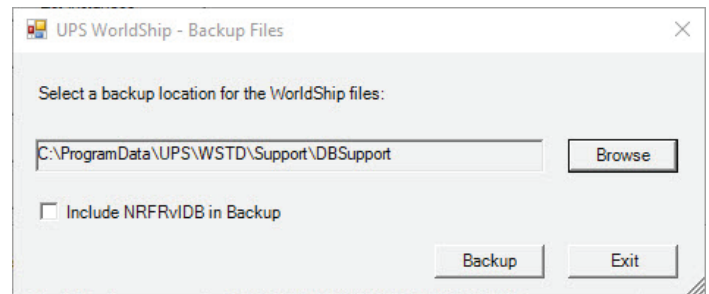 UPS WorldShip - Backup Files
Select a backup location for the WorldShip files:
C:\ProgramData\UPS\WSTD\Support\DBSupport
Browse
Include NRFRvlDB in Backup
Backup
Exit